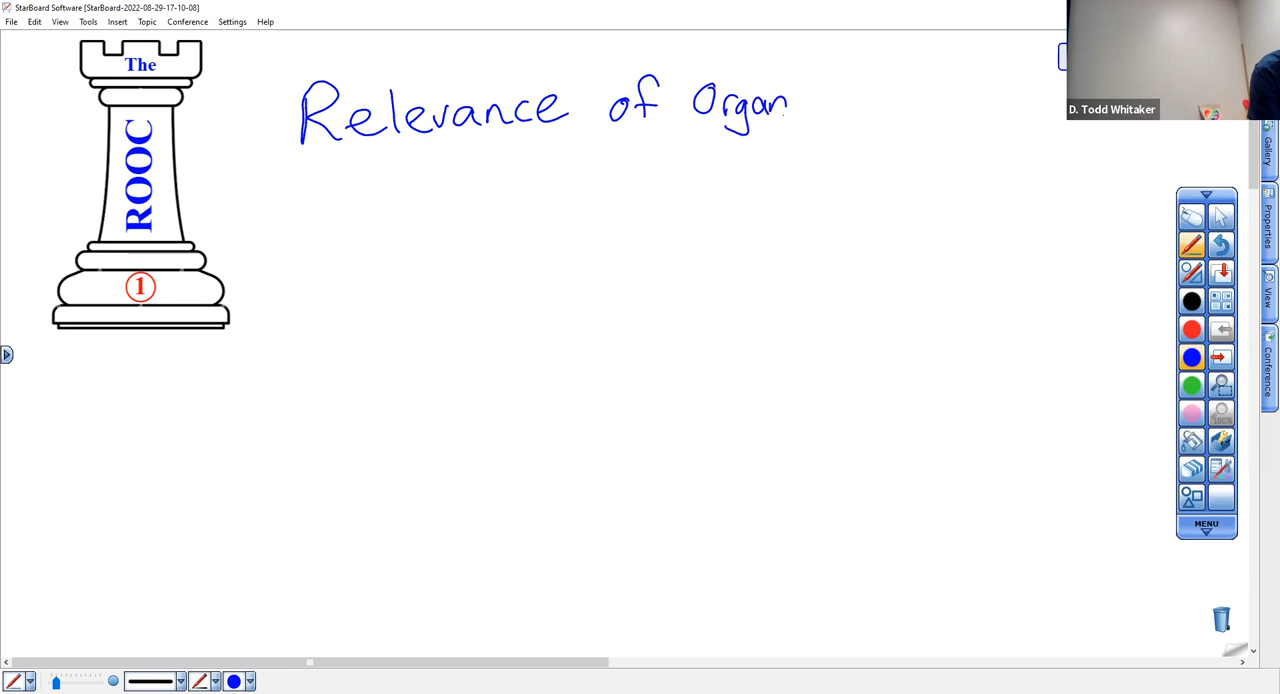 StarBoard Software [StarBoard-2022-08-29-17-10-08]
File Edit View Tools Insert Topic Conference Settings Help
The
ROOC
1
Relevance of Organ
D. Todd Whitaker
Gallery
Properties
View
Conference
100%
MENU